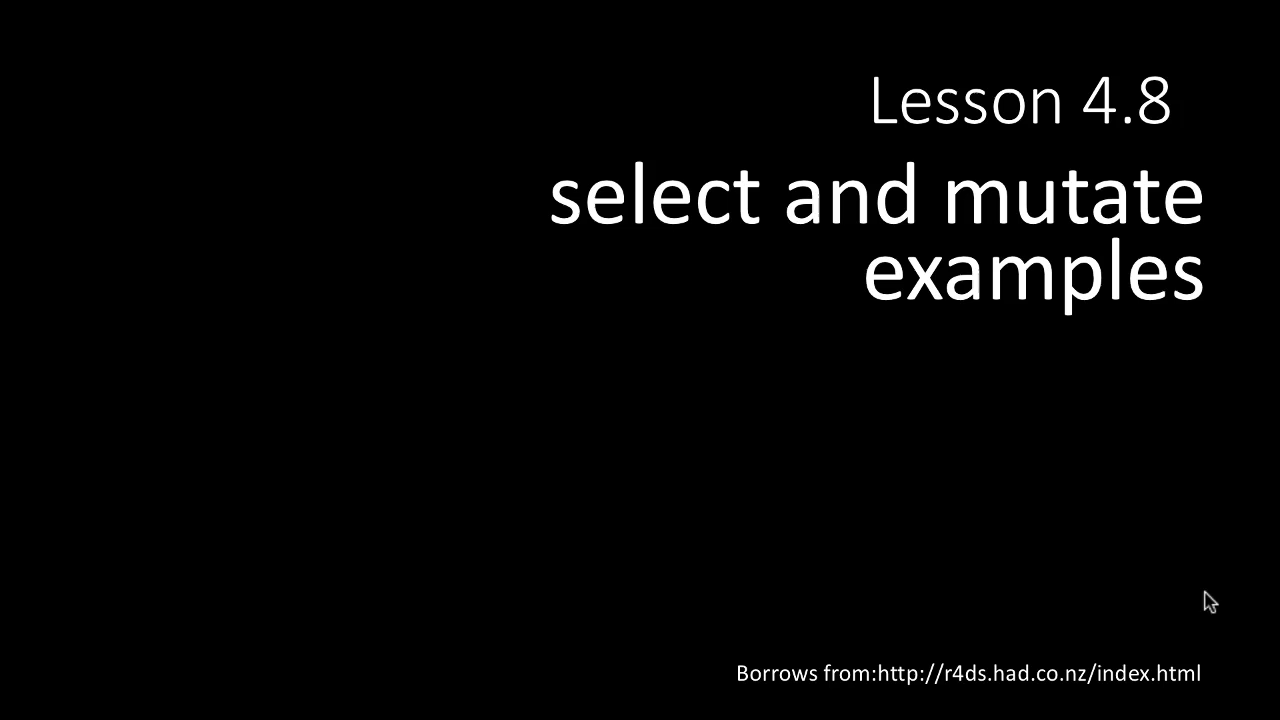 Lesson 4.8
select and mutate
examples
Borrows from:http://r4ds.had.co.nz/index.html